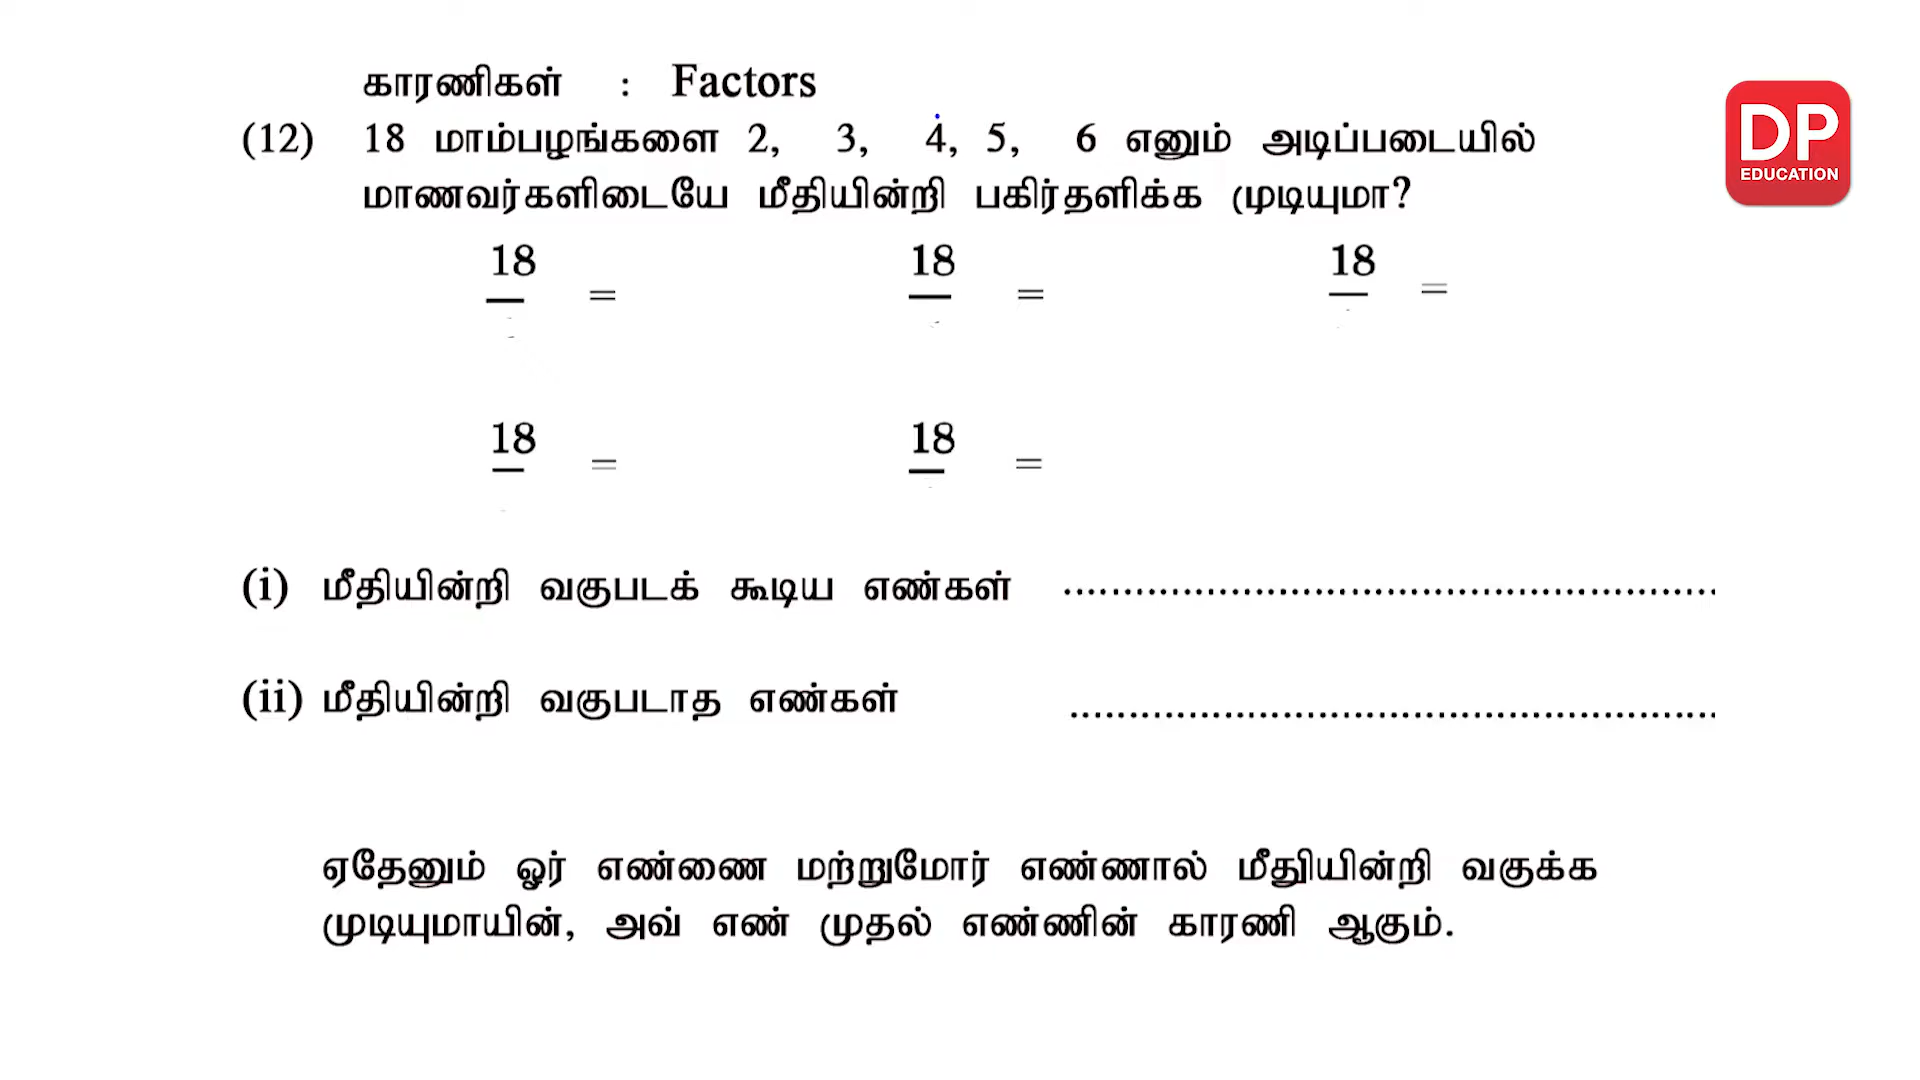 காரணிகள் : Factors
(12) 18 மாம்பழங்களை 2, 3, 4, 5, 6 எனும் அடிப்படையில்
மாணவர்களிடையே மீதியின்றி பகிர்தளிக்க முடியுமா?
DP
EDUCATION
18 = 18 = 18 =
18 = 18 =
(i) மீதியின்றி வகுபடக் கூடிய எண்கள் ........................................................
(ii) மீதியின்றி வகுபடாத எண்கள் ........................................................
ஏதேனும் ஓர் எண்ணை மற்றுமோர் எண்ணால் மீதியின்றி வகுக்க
முடியுமாயின், அவ் எண் முதல் எண்ணின் காரணி ஆகும்.